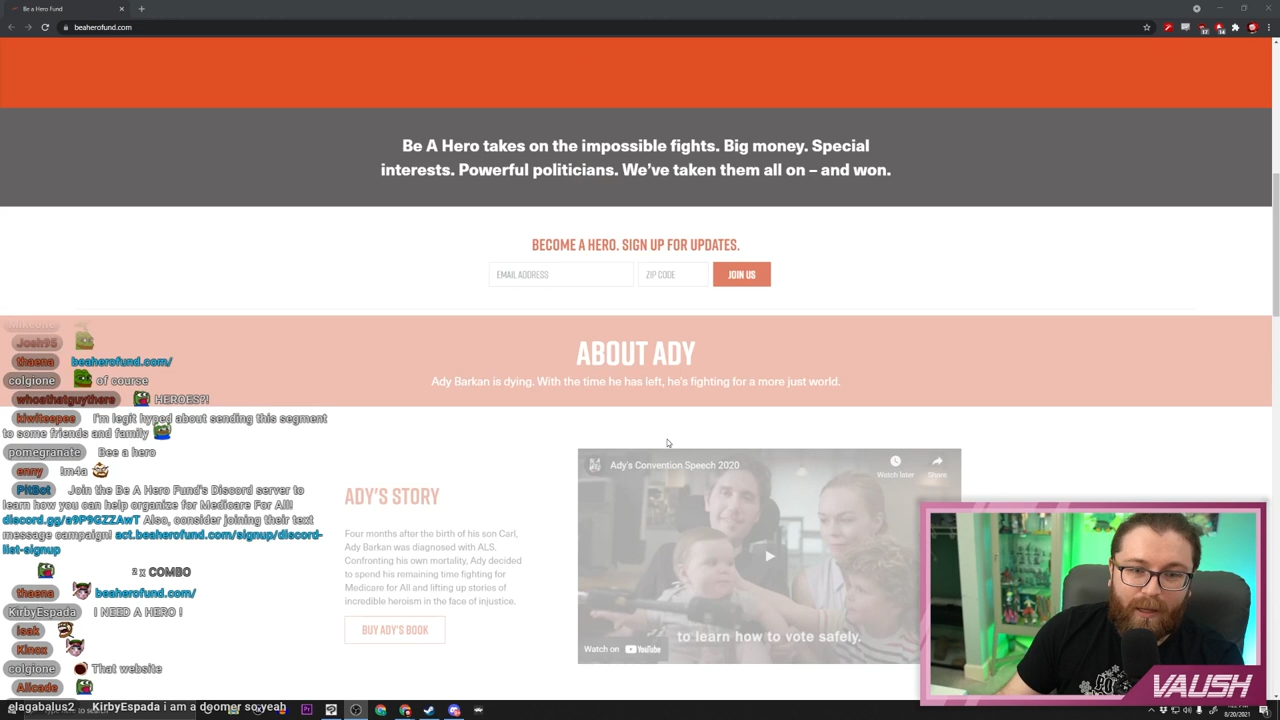 Be a Hero Fund
beaherofund.com
Be A Hero takes on the impossible fights. Big money. Special
interests. Powerful politicians. We've taken them all on – and won.
BECOME A HERO. SIGN UP FOR UPDATES.
EMAIL ADDRESS
ZIP CODE
JOIN US
ABOUT ADY
Ady Barkan is dying. With the time he has left, he's fighting for a more just world.
Ady's Convention Speech 2020
Watch later
Share
ADY'S STORY
Four months after the birth of his son Carl,
Ady Barkan was diagnosed with ALS.
Confronting his own mortality, Ady decided
to spend his remaining time fighting for
Medicare for All and lifting up stories of
incredible heroism in the face of injustice.
BUY ADY'S BOOK
to learn how to vote safely.
Watch on YouTube
Josh95
thaena beaherofund.com/
colgione of course
whoathatguythere HEROES?!
kiwiteepee I'm legit hyped about sending this segment
to some friends and family
pomegranate Bee a hero
enny !m4a
PitBot Join the Be A Hero Fund's Discord server to
learn how you can help organize for Medicare For All!
discord.gg/a9P9GZZAwT Also, consider joining their text
message campaign! act.beaherofund.com/signup/discord-
list-signup
2 x COMBO
thaena beaherofund.com/
KirbyEspada I NEED A HERO !
isak
Kinox
colgione That website
Alicade
KirbyEspada i am a doomer so yeah
VAUSH
8/20/2021